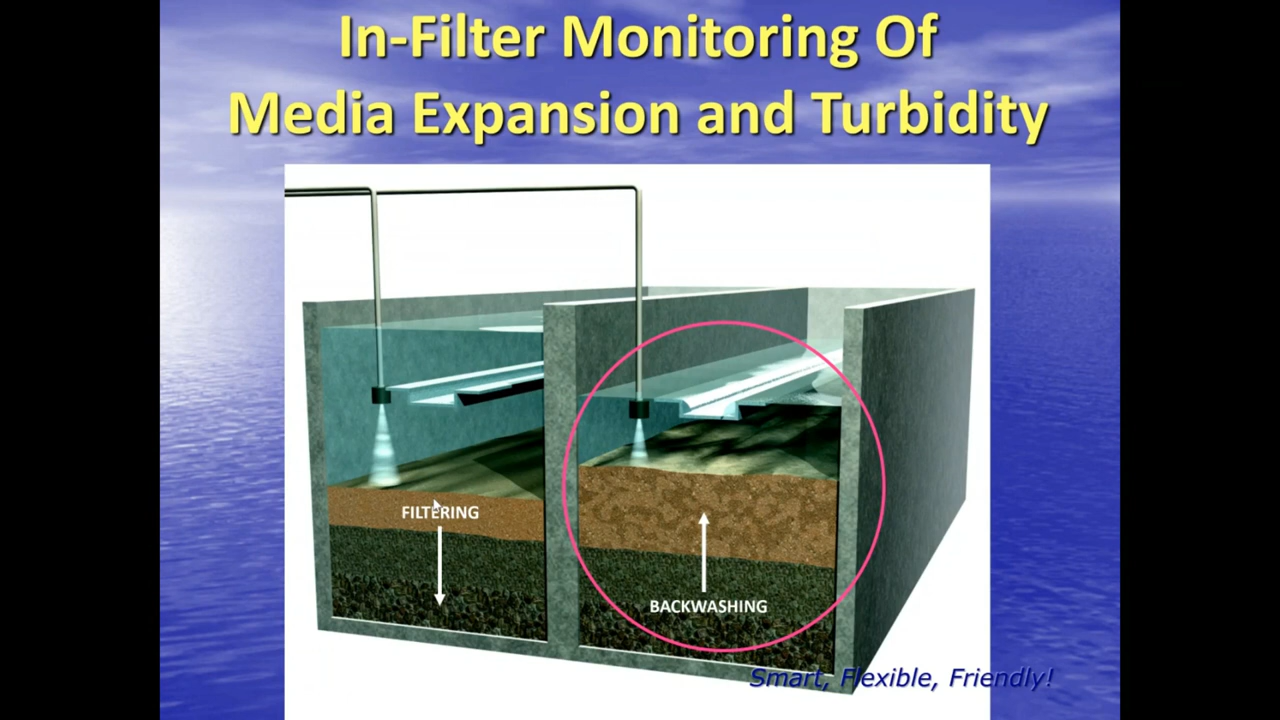 In-Filter Monitoring Of
Media Expansion and Turbidity
FILTERING
BACKWASHING
Smart, Flexible, Friendly!